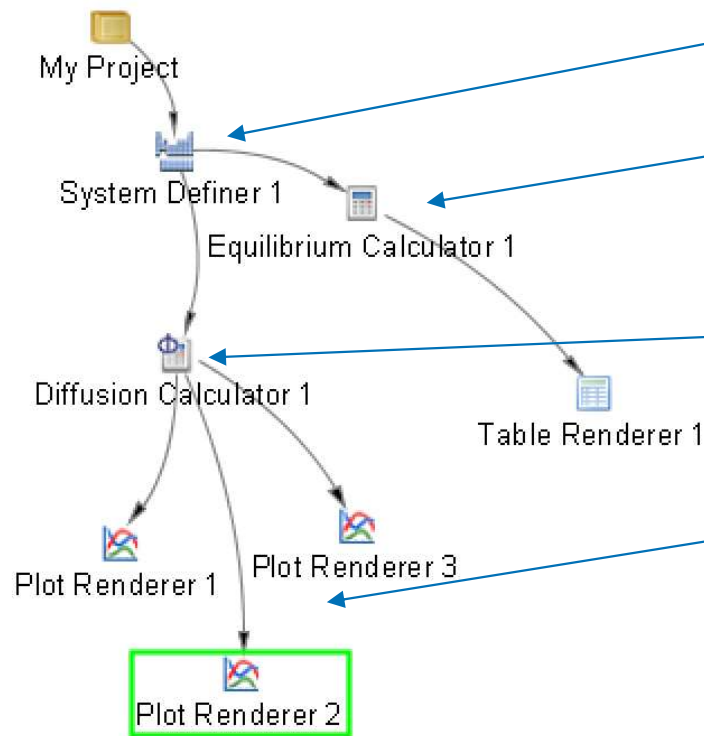 My Project
System Definer 1
Equilibrium Calculator 1
Diffusion Calculator 1
Table Renderer 1
Plot Renderer 1
Plot Renderer 3
Plot Renderer 2